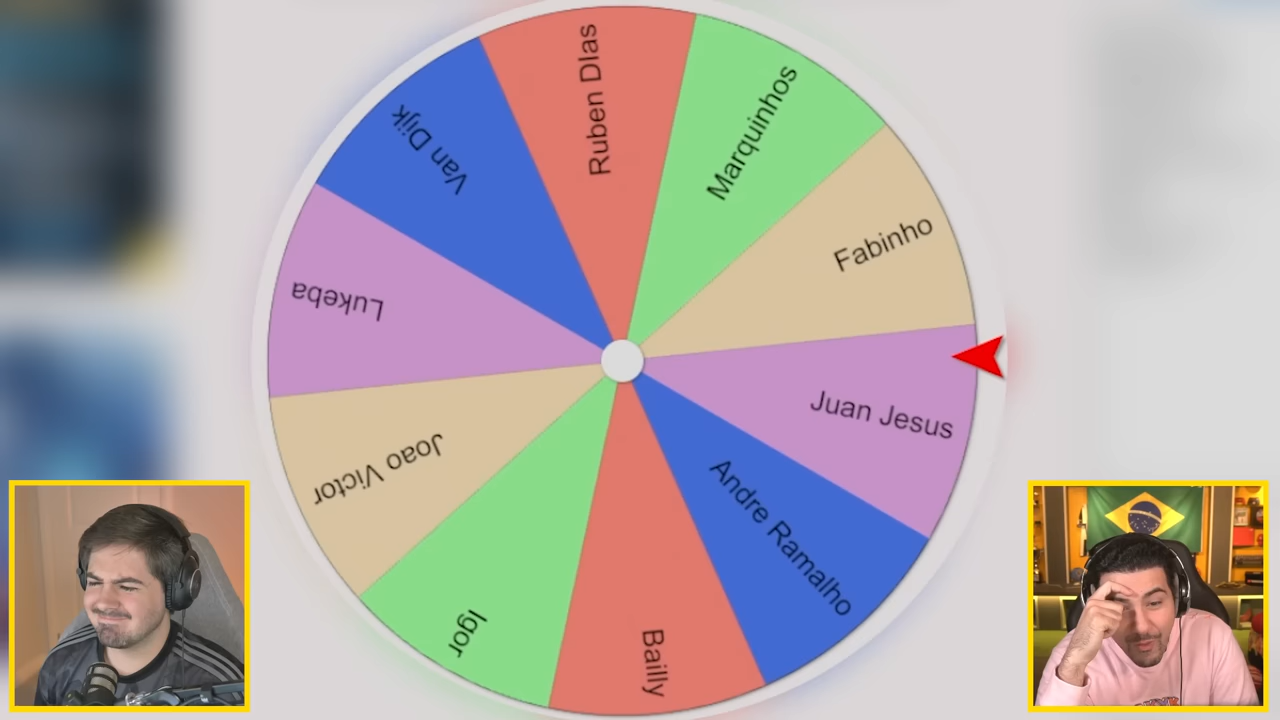 Ruben DIas
Marquinhos
Fabinho
Juan Jesus
Andre Ramalho
Bailly
Igor
Joao Victor
Lukeba
Van Dijk